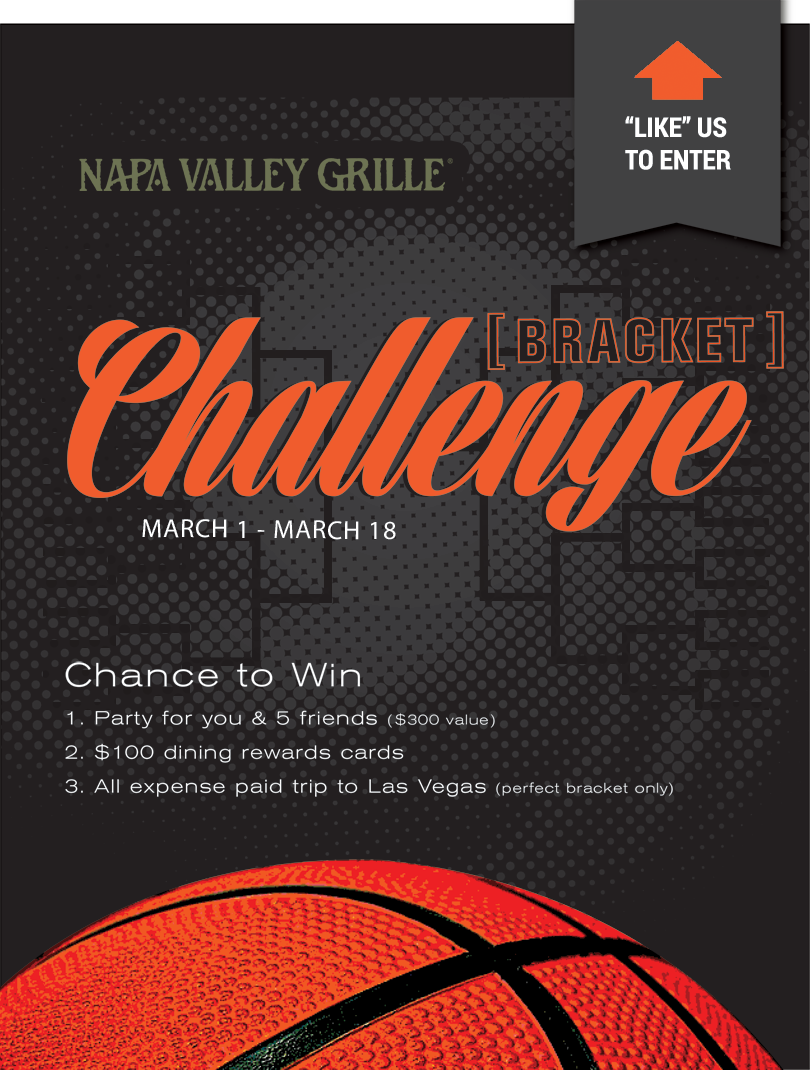 “LIKE” US
TO ENTER
NAPA VALLEY GRILLE®
[ BRACKET ]
Challenge
MARCH 1 - MARCH 18
Chance to Win
1. Party for you & 5 friends ($300 value)
2. $100 dining rewards cards
3. All expense paid trip to Las Vegas (perfect bracket only)